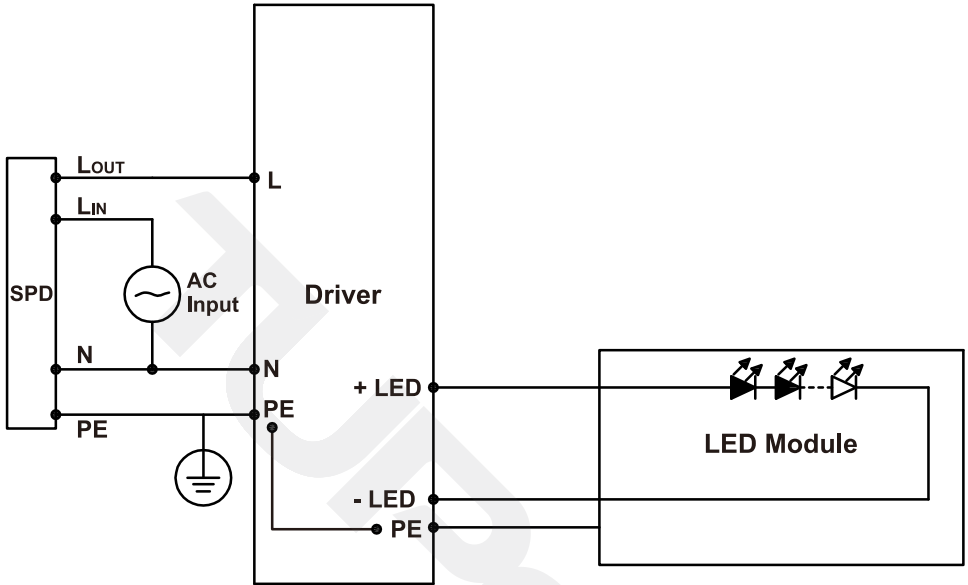 LOUT
LIN
SPD
AC
Input
N
PE
L
Driver
N
PE
+ LED
- LED
PE
LED Module